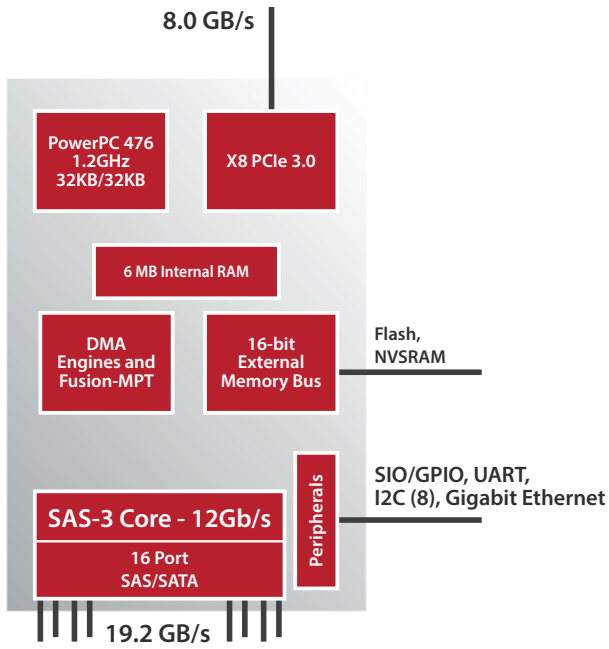 8.0 GB/s
PowerPC 476
1.2GHz
32KB/32KB
X8 PCIe 3.0
6 MB Internal RAM
DMA
Engines and
Fusion-MPT
16-bit
External
Memory Bus
Flash,
NVSRAM
SIO/GPIO, UART,
I2C (8), Gigabit Ethernet
Peripherals
SAS-3 Core - 12Gb/s
16 Port
SAS/SATA
19.2 GB/s